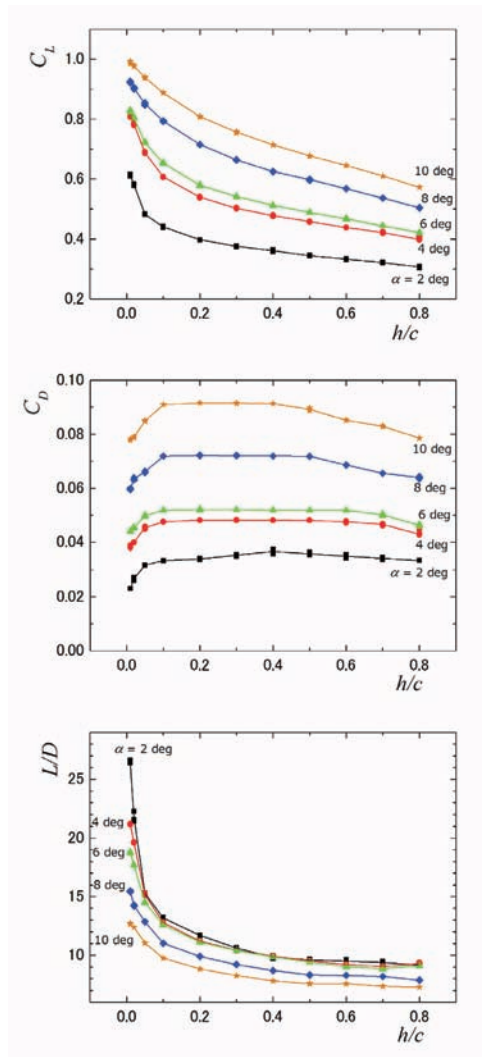 C_L
1.0
0.8
0.6
0.4
0.2
10 deg
8 deg
6 deg
4 deg
α = 2 deg
0.0 0.2 0.4 0.6 0.8
h/c
C_D
0.10
0.08
0.06
0.04
0.02
0.00
10 deg
8 deg
6 deg
4 deg
α = 2 deg
0.0 0.2 0.4 0.6 0.8
h/c
L/D
25
20
15
10
α = 2 deg
4 deg
6 deg
8 deg
10 deg
0.0 0.2 0.4 0.6 0.8
h/c